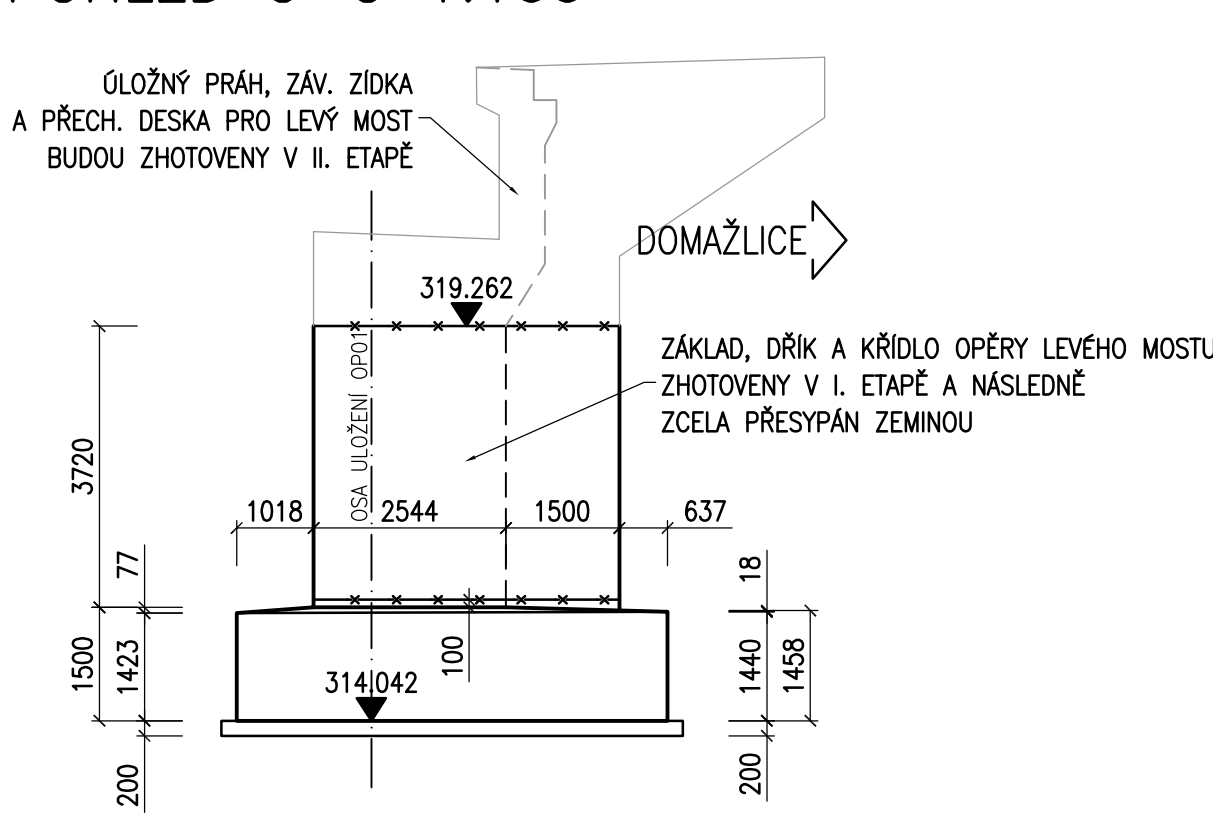 ÚLOŽNÝ PRÁH, ZÁV. ZÍDKA
A PŘECH. DESKA PRO LEVÝ MOST
BUDOU ZHOTOVENY V II. ETAPĚ
DOMAŽLICE
319.262
ZÁKLAD, DŘÍK A KŘÍDLO OPĚRY LEVÉHO MOSTU
ZHOTOVENY V I. ETAPĚ A NÁSLEDNĚ
ZCELA PŘESYPÁN ZEMINOU
OSA ULOŽENÍ OP01
3720
1018
2544
1500
637
77
18
1500
1423
100
1440
1458
314.042
200
200